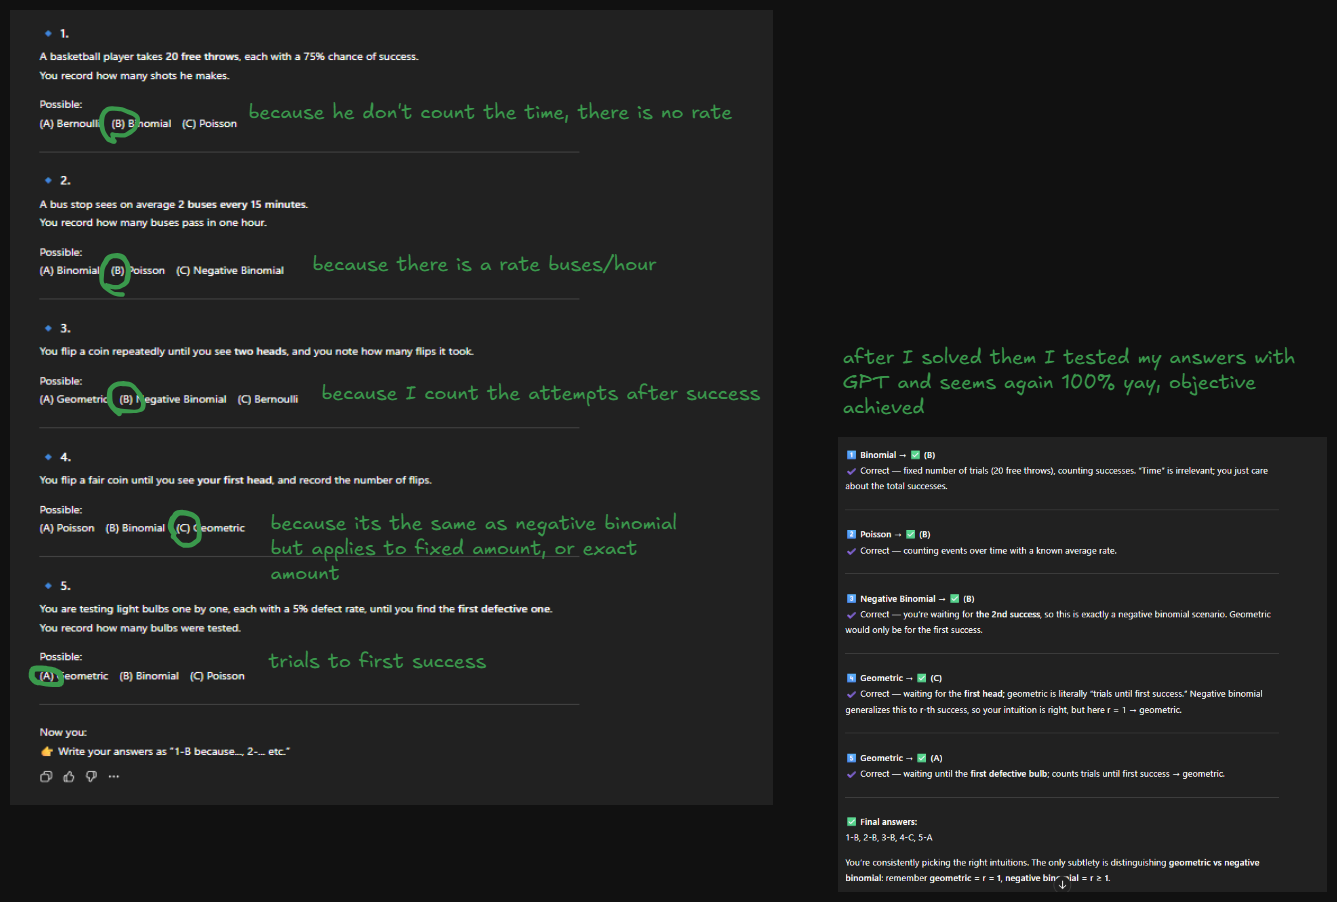 1.
A basketball player takes 20 free throws, each with a 75% chance of success.
You record how many shots he makes.
Possible:
(A) Bernoulli (B) Binomial (C) Poisson
because he don't count the time, there is no rate
2.
A bus stop sees on average 2 buses every 15 minutes.
You record how many buses pass in one hour.
Possible:
(A) Binomial (B) Poisson (C) Negative Binomial
because there is a rate buses/hour
3.
You flip a coin repeatedly until you see two heads, and you note how many flips it took.
Possible:
(A) Geometric (B) Negative Binomial (C) Bernoulli
because I count the attempts after success
4.
You flip a fair coin until you see your first head, and record the number of flips.
Possible:
(A) Poisson (B) Binomial (C) Geometric
because its the same as negative binomial
but applies to fixed amount, or exact
amount
5.
You are testing light bulbs one by one, each with a 5% defect rate, until you find the first defective one.
You record how many bulbs were tested.
Possible:
(A) Geometric (B) Binomial (C) Poisson
trials to first success
Now you:
👉 Write your answers as "1-B because..., 2-... etc."
after I solved them I tested my answers with
GPT and seems again 100% yay, objective
achieved
1 Binomial → ✅ (B)
✔ Correct — fixed number of trials (20 free throws), counting successes. "Time" is irrelevant; you just care
about the total successes.
2 Poisson → ✅ (B)
✔ Correct — counting events over time with a known average rate.
3 Negative Binomial → ✅ (B)
✔ Correct — you're waiting for the 2nd success, so this is exactly a negative binomial scenario. Geometric
would only be for the first success.
4 Geometric → ✅ (C)
✔ Correct — waiting for the first head; geometric is literally "trials until first success." Negative binomial
generalizes this to r-th success, so your intuition is right, but here r = 1 → geometric.
5 Geometric → ✅ (A)
✔ Correct — waiting until the first defective bulb; counts trials until first success → geometric.
✅ Final answers:
1-B, 2-B, 3-B, 4-C, 5-A
You're consistently picking the right intuitions. The only subtlety is distinguishing geometric vs negative
binomial: remember geometric = r = 1, negative binomial = r ≥ 1.